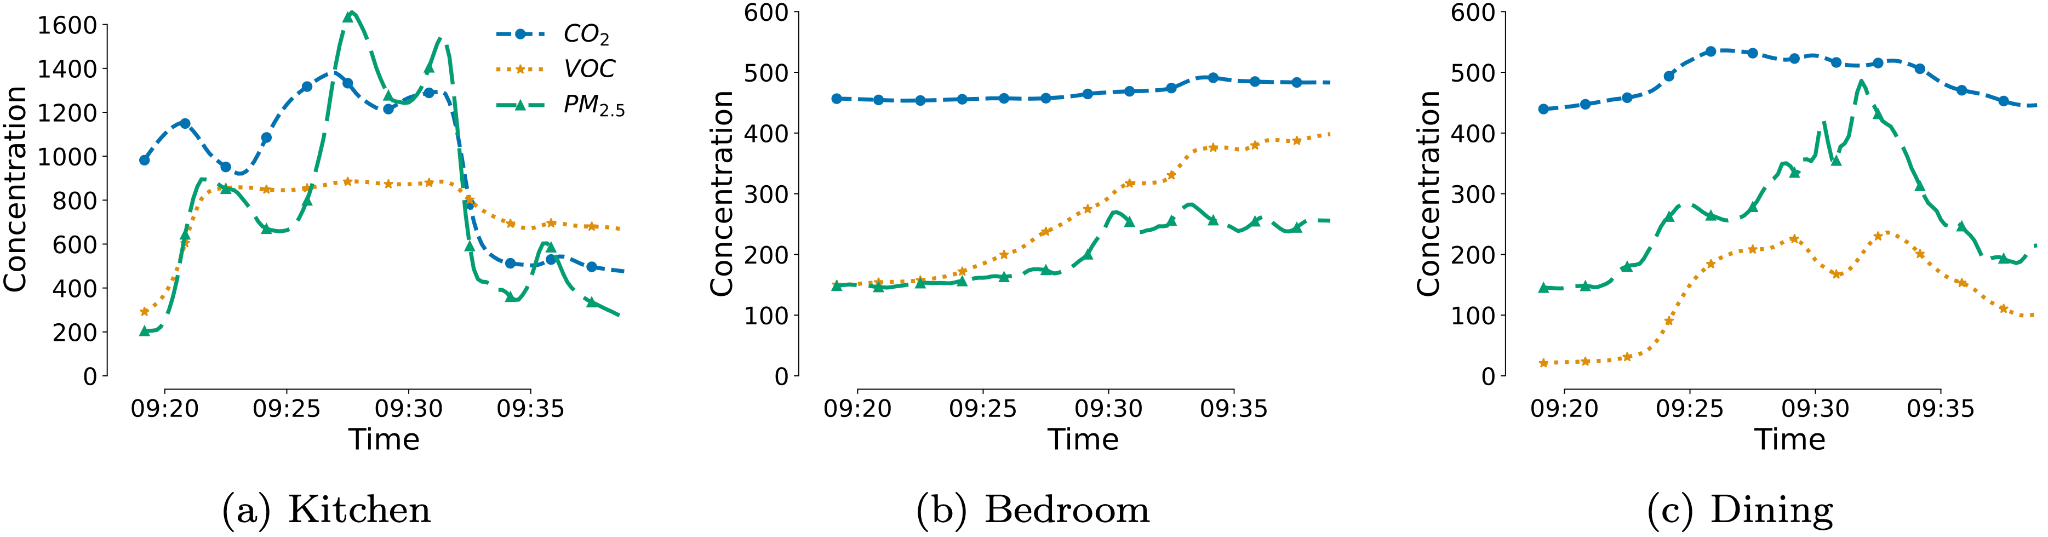 Concentration
1600
1400
1200
1000
800
600
400
200
0
09:20 09:25 09:30 09:35
Time
CO2
VOC
PM2.5
(a) Kitchen
Concentration
600
500
400
300
200
100
0
09:20 09:25 09:30 09:35
Time
(b) Bedroom
Concentration
600
500
400
300
200
100
0
09:20 09:25 09:30 09:35
Time
(c) Dining